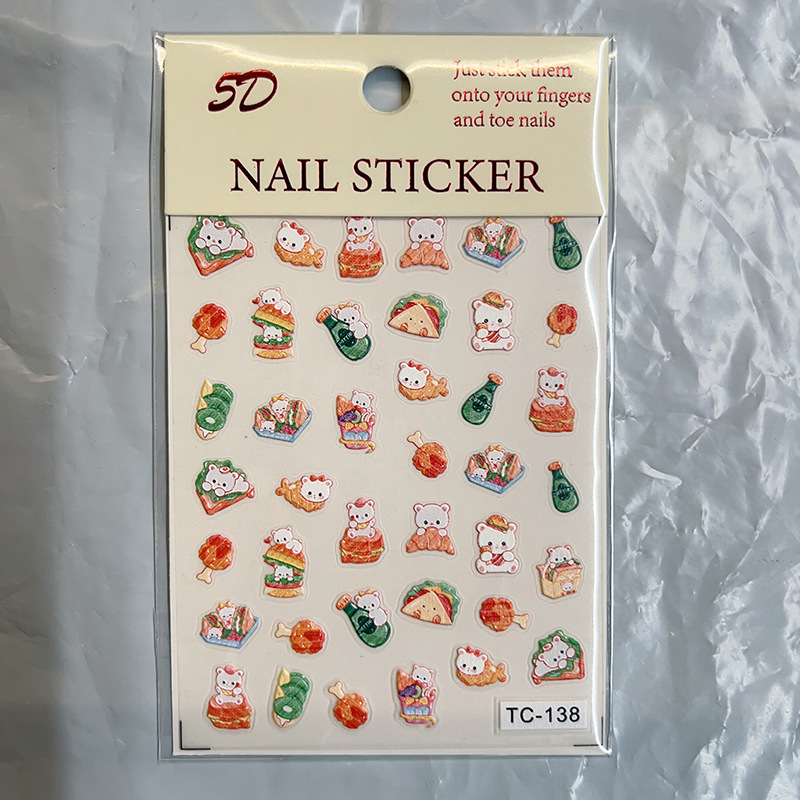 5D
Just stick them
onto your fingers
and toe nails
NAIL STICKER
TC-138